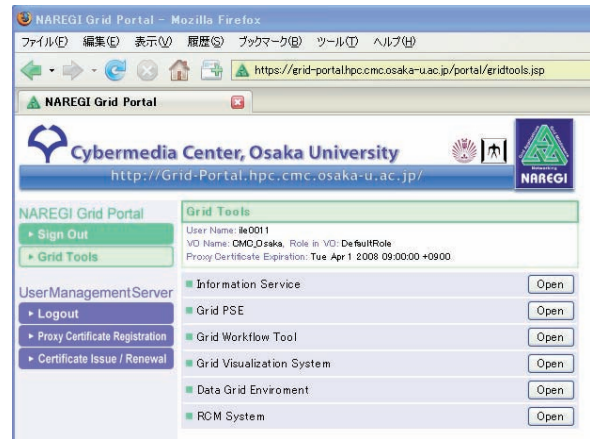 NAREGI Grid Portal - Mozilla Firefox
ファイル(F) 編集(E) 表示(V) 履歴(S) ブックマーク(B) ツール(T) ヘルプ(H)
https://grid-portal.hpc.cmc.osaka-u.ac.jp/portal/gridtools.jsp
NAREGI Grid Portal
Cybermedia Center, Osaka University
http://Grid-Portal.hpc.cmc.osaka-u.ac.jp/
NAREGI
NAREGI Grid Portal
Sign Out
Grid Tools
UserManagementServer
Logout
Proxy Certificate Registration
Certificate Issue / Renewal
Grid Tools
User Name: ile0011
VO Name: CMC_Osaka, Role in VO: DefaultRole
Proxy Certificate Expiration: Tue Apr 1 2008 09:00:00 +0900
Information Service Open
Grid PSE Open
Grid Workflow Tool Open
Grid Visualization System Open
Data Grid Enviroment Open
RCM System Open